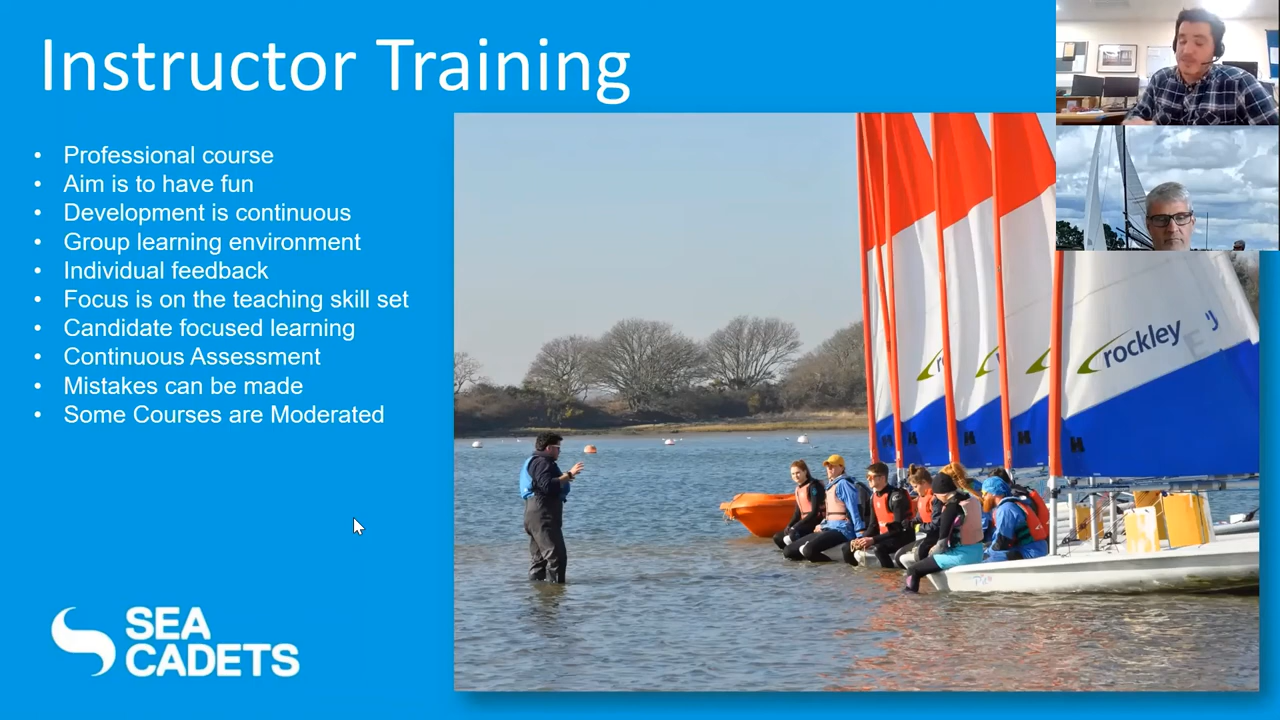 Instructor Training
• Professional course
• Aim is to have fun
• Development is continuous
• Group learning environment
• Individual feedback
• Focus is on the teaching skill set
• Candidate focused learning
• Continuous Assessment
• Mistakes can be made
• Some Courses are Moderated
rockley
SEA
CADETS